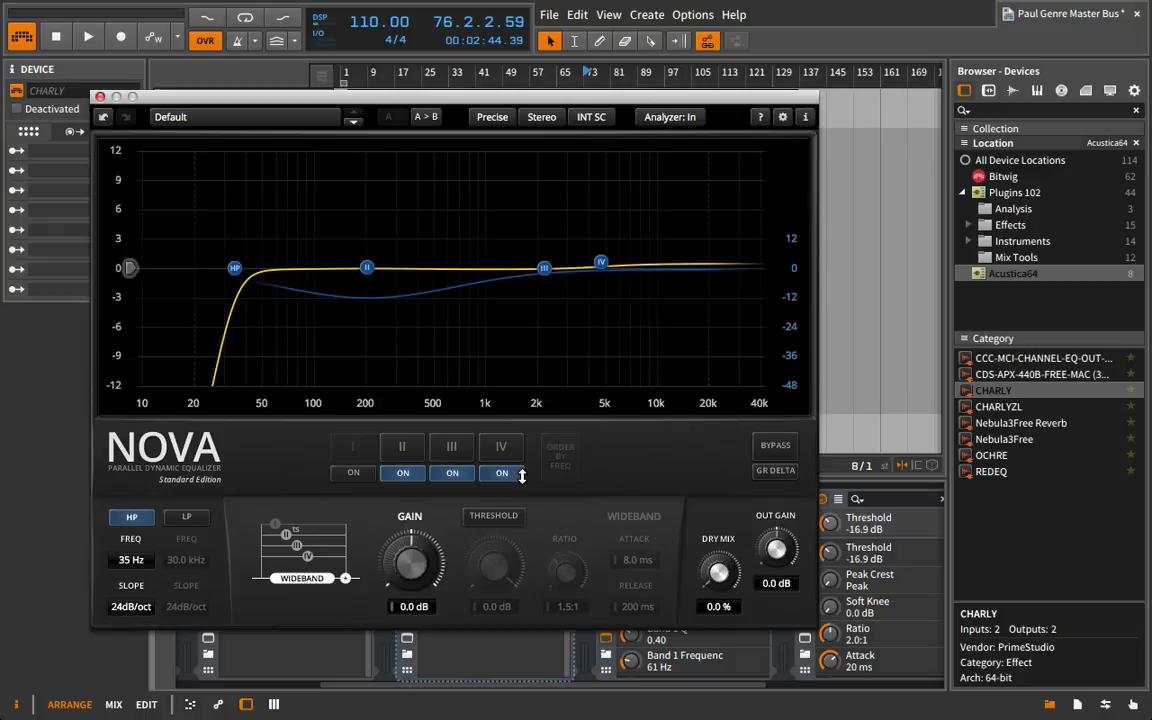 File Edit View Create Options Help
Paul Genre Master Bus*
OVR
DSP
I/O
110.00
4/4
76.2.2.59
00:02:44.39
i DEVICE
CHARLY
Deactivated
1 9 17 25 33 41 49 57 65 73 81 89 97 105 113 121 129 137 145 153 161 169
Default
A
A > B
Precise
Stereo
INT SC
Analyzer: In
?
i
12
9
6
3
0
-3
-6
-9
-12
12
0
-12
-24
-36
-48
HP
II
III
IV
10 20 50 100 200 500 1k 2k 5k 10k 20k 40k
NOVA
PARALLEL DYNAMIC EQUALIZER
Standard Edition
I II III IV
ON ON ON ON
ORDER
BY
FREQ
BYPASS
GR DELTA
HP LP
FREQ FREQ
35 Hz 30.0 kHz
SLOPE SLOPE
24dB/oct 24dB/oct
I
II
ts
III
IV
WIDEBAND
GAIN
0.0 dB
THRESHOLD
0.0 dB
RATIO
1.5:1
WIDEBAND
ATTACK
8.0 ms
RELEASE
200 ms
DRY MIX
0.0 %
OUT GAIN
0.0 dB
8/1
st
Threshold
-16.9 dB
Threshold
-16.9 dB
Peak Crest
Peak
Soft Knee
0.0 dB
Ratio
2.0:1
Attack
20 ms
0.40
Band 1 Frequenc
61 Hz
Browser - Devices
Collection
Location Acustica64
All Device Locations 114
Bitwig 62
Plugins 102 44
Analysis 3
Effects 15
Instruments 14
Mix Tools 12
Acustica64 8
Category
CCC-MCI-CHANNEL-EQ-OUT-...
CDS-APX-440B-FREE-MAC (3...
CHARLY
CHARLYZL
Nebula3Free Reverb
Nebula3Free
OCHRE
REDEQ
CHARLY
Inputs: 2 Outputs: 2
Vendor: PrimeStudio
Category: Effect
Arch: 64-bit
i ARRANGE MIX EDIT